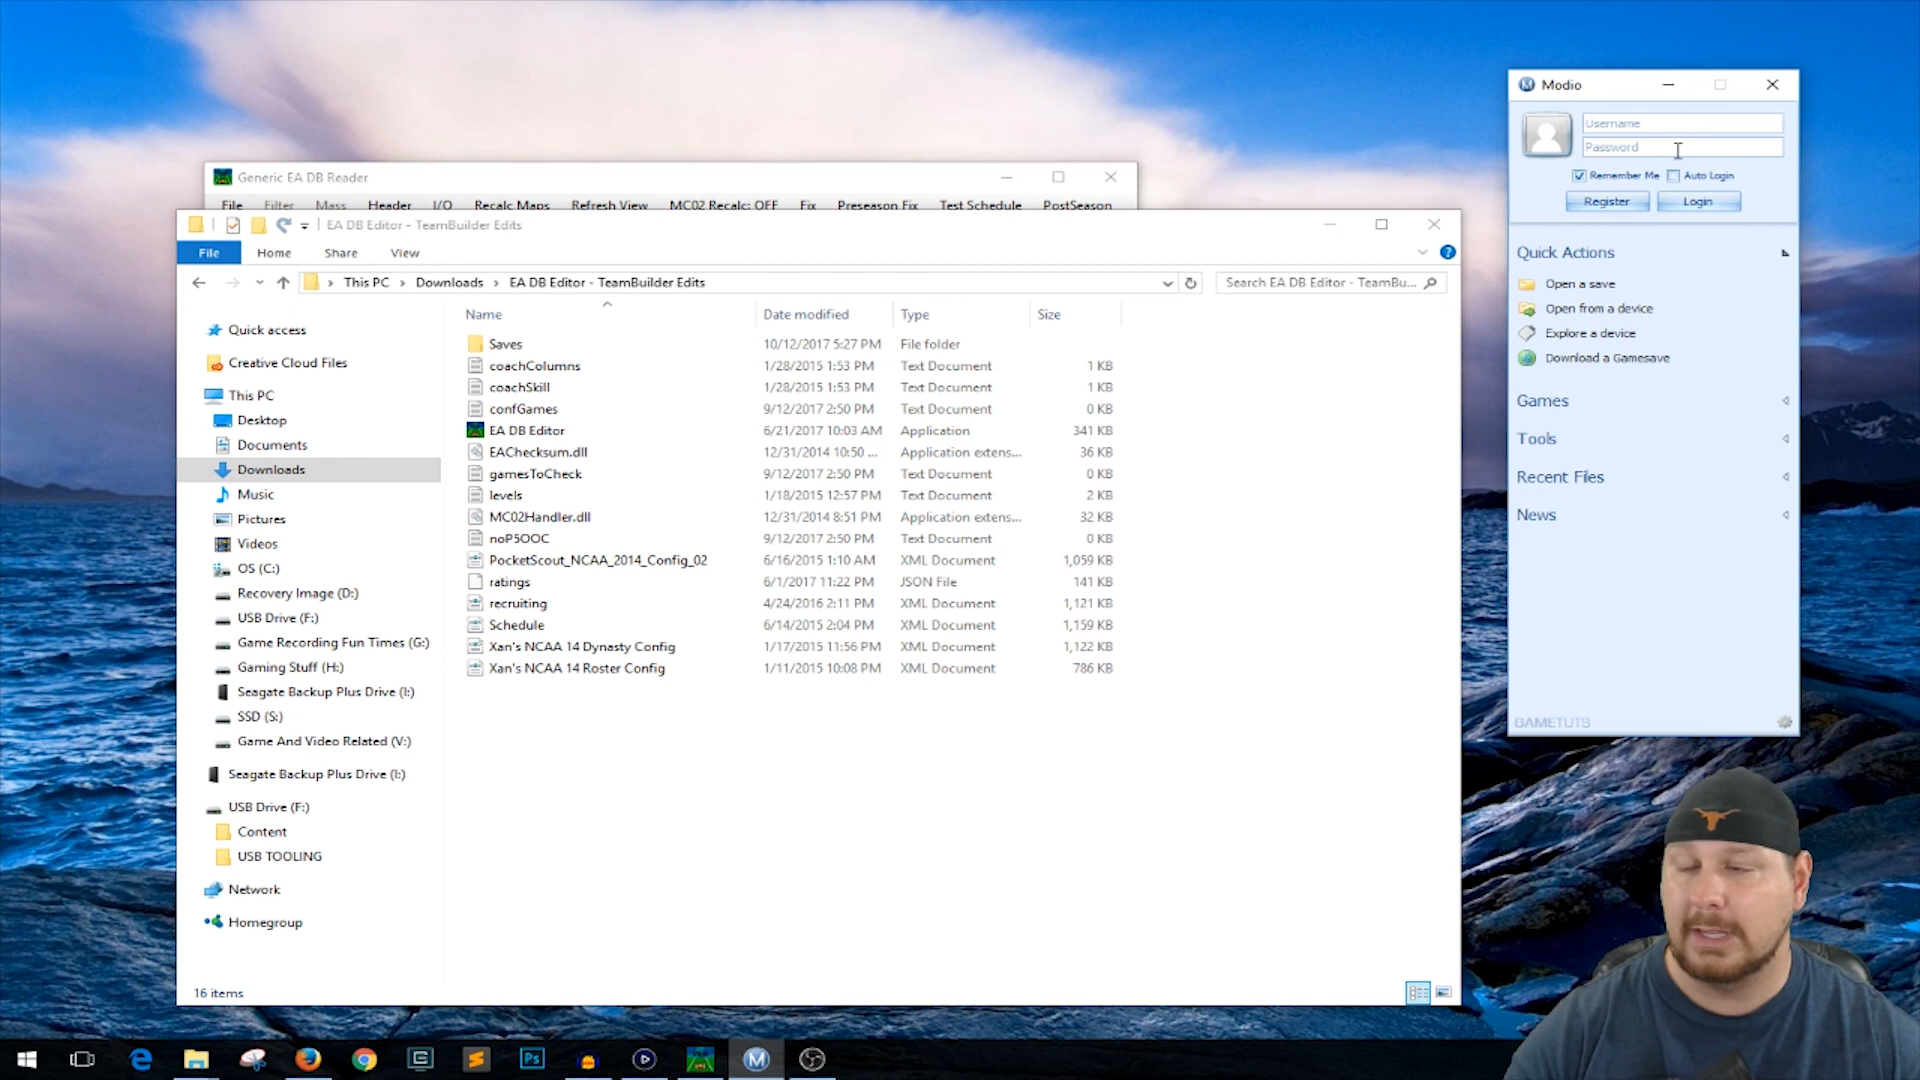 Modio
Username
Password
Remember Me
Auto Login
Register
Login
Quick Actions
Open a save
Open from a device
Explore a device
Download a Gamesave
Games
Tools
Recent Files
News
GAMETUTS
Generic EA DB Reader
File Filter Mass Header I/O Recalc Maps Refresh View MC02 Recalc: OFF Fix Preseason Fix Test Schedule PostSeason
EA DB Editor - TeamBuilder Edits
File Home Share View
This PC Downloads EA DB Editor - TeamBuilder Edits
Search EA DB Editor - TeamBu...
Quick access
Creative Cloud Files
This PC
Desktop
Documents
Downloads
Music
Pictures
Videos
OS (C:)
Recovery Image (D:)
USB Drive (F:)
Game Recording Fun Times (G:)
Gaming Stuff (H:)
Seagate Backup Plus Drive (I:)
SSD (S:)
Game And Video Related (V:)
Seagate Backup Plus Drive (I:)
USB Drive (F:)
Content
USB TOOLING
Network
Homegroup
Name Date modified Type Size
Saves 10/12/2017 5:27 PM File folder
coachColumns 1/28/2015 1:53 PM Text Document 1 KB
coachSkill 1/28/2015 1:53 PM Text Document 1 KB
confGames 9/12/2017 2:50 PM Text Document 0 KB
EA DB Editor 6/21/2017 10:03 AM Application 341 KB
EAChecksum.dll 12/31/2014 10:50 ... Application extens... 36 KB
gamesToCheck 9/12/2017 2:50 PM Text Document 0 KB
levels 1/18/2015 12:57 PM Text Document 2 KB
MC02Handler.dll 12/31/2014 8:51 PM Application extens... 32 KB
noP5OOC 9/12/2017 2:50 PM Text Document 0 KB
PocketScout_NCAA_2014_Config_02 6/16/2015 1:10 AM XML Document 1,059 KB
ratings 6/1/2017 11:22 PM JSON File 141 KB
recruiting 4/24/2016 2:11 PM XML Document 1,121 KB
Schedule 6/14/2015 2:04 PM XML Document 1,159 KB
Xan's NCAA 14 Dynasty Config 1/17/2015 11:56 PM XML Document 1,122 KB
Xan's NCAA 14 Roster Config 1/11/2015 10:08 PM XML Document 786 KB
16 items